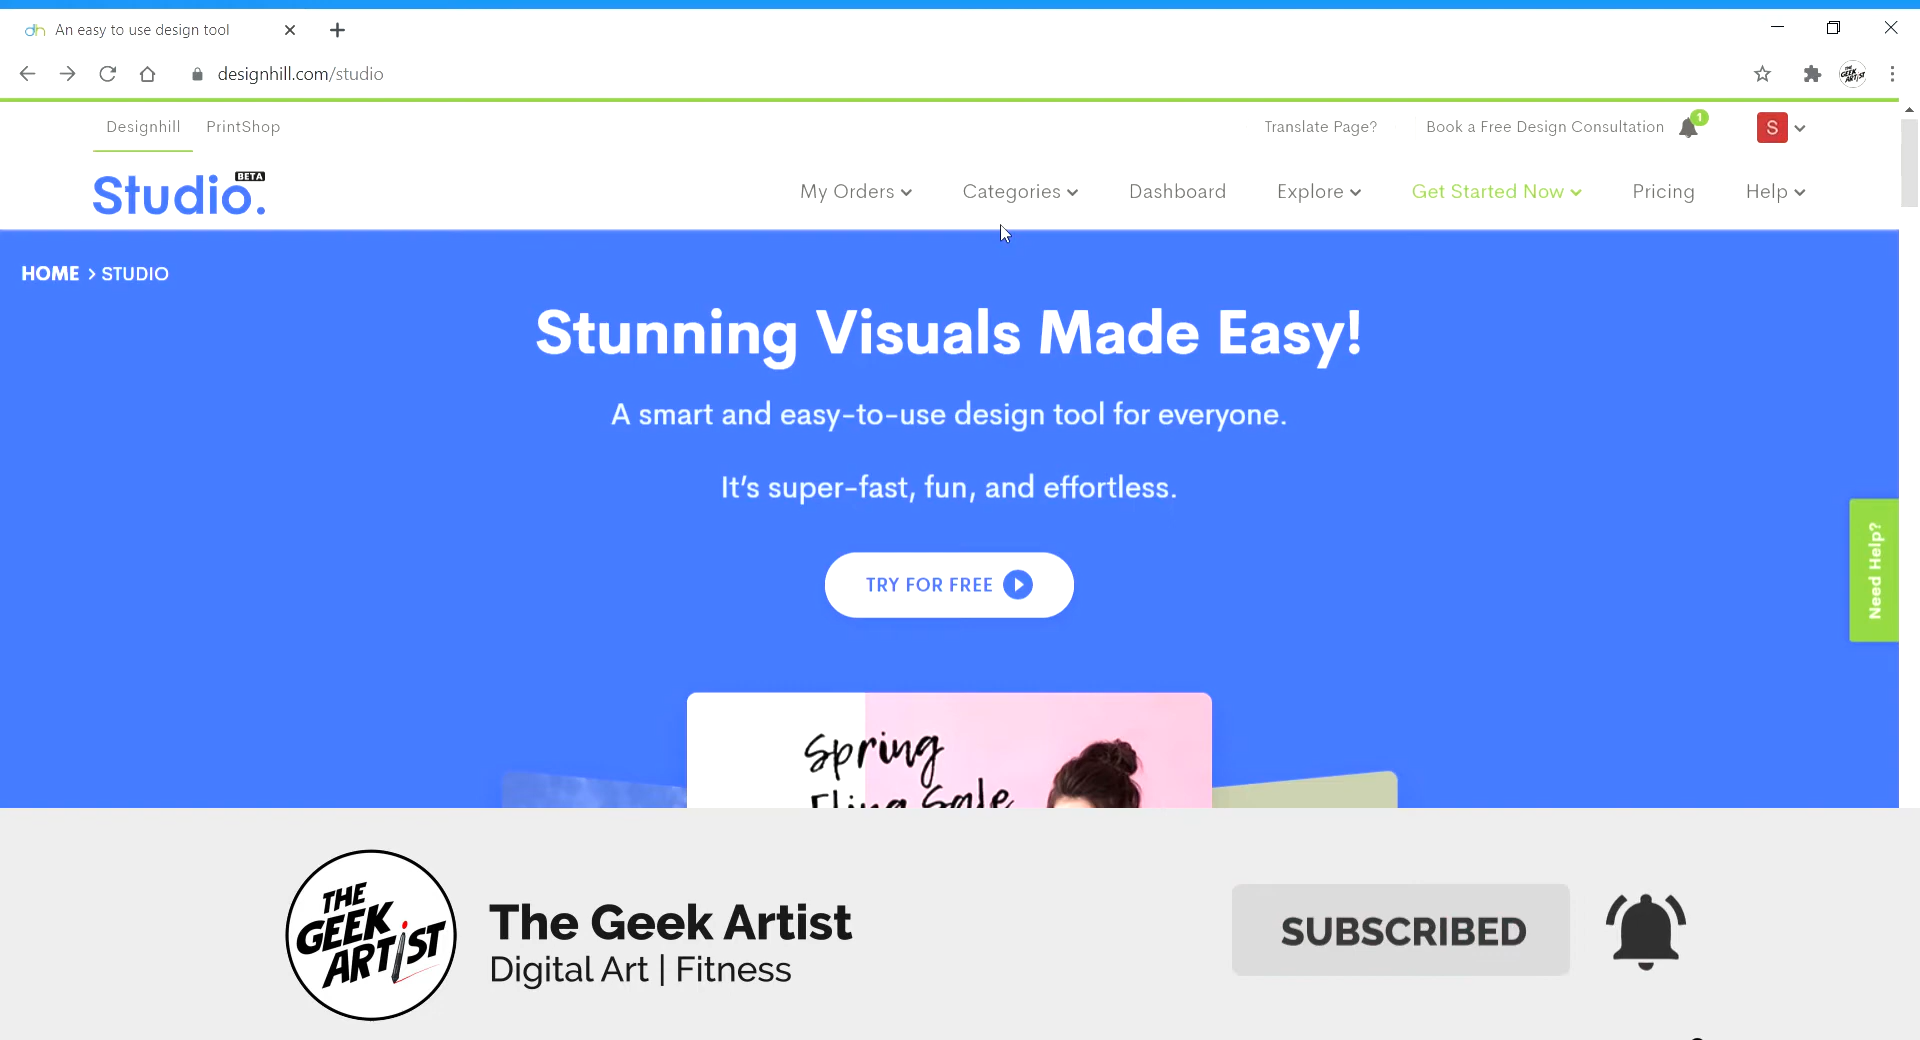 An easy to use design tool
designhill.com/studio
Designhill PrintShop
Translate Page? Book a Free Design Consultation 1 S
Studio. BETA
My Orders Categories Dashboard Explore Get Started Now Pricing Help
HOME > STUDIO
Stunning Visuals Made Easy!
A smart and easy-to-use design tool for everyone.
It's super-fast, fun, and effortless.
TRY FOR FREE
Need Help?
Spring
Fling Sale
THE
GEEK
ARTIST
The Geek Artist
Digital Art | Fitness
SUBSCRIBED